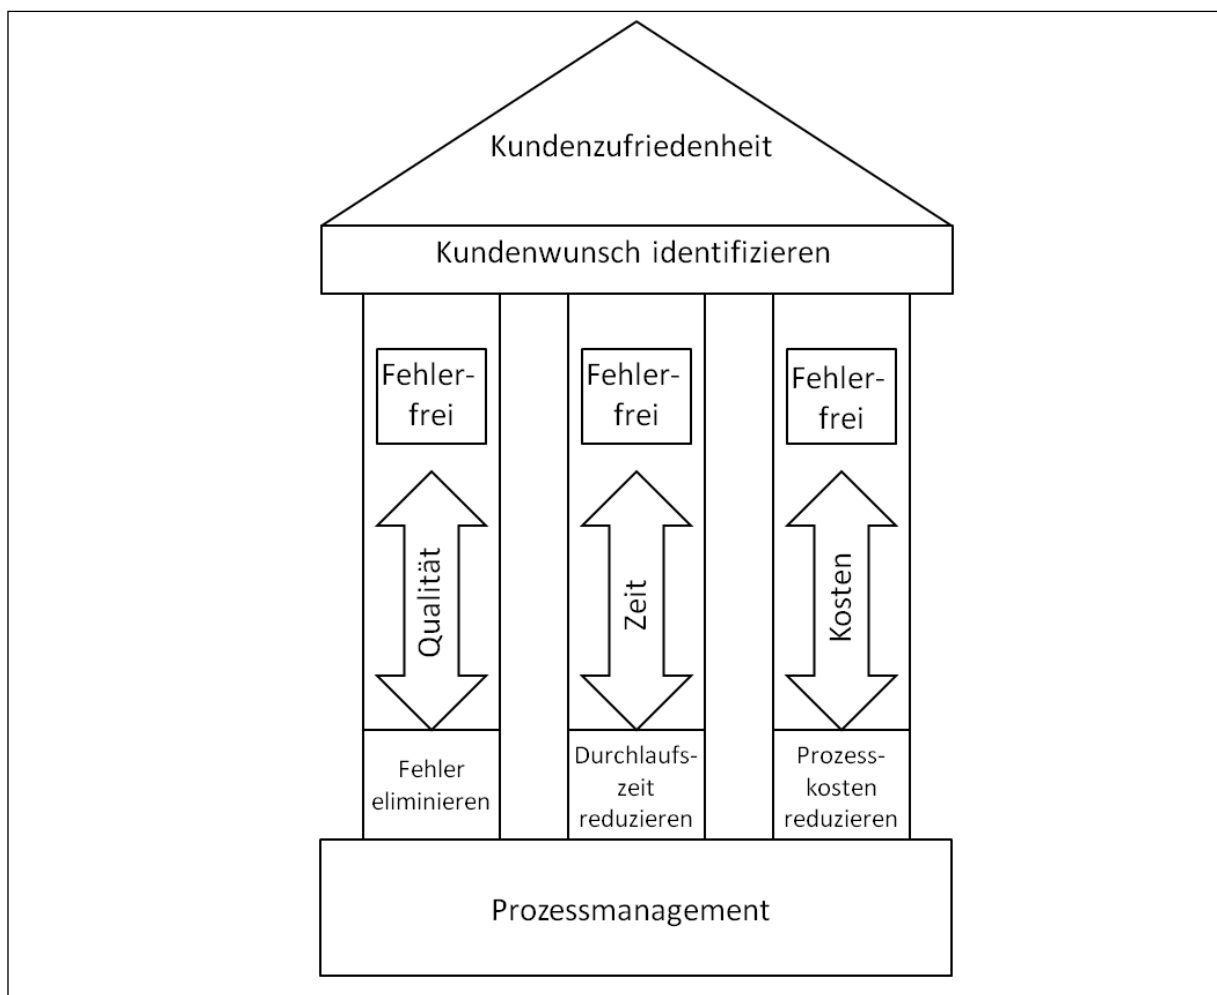 Kundenzufriedenheit
Kundenwunsch identifizieren
Fehler-
frei
Fehler-
frei
Fehler-
frei
Qualität
Zeit
Kosten
Fehler
eliminieren
Durchlaufs-
zeit
reduzieren
Prozess-
kosten
reduzieren
Prozessmanagement